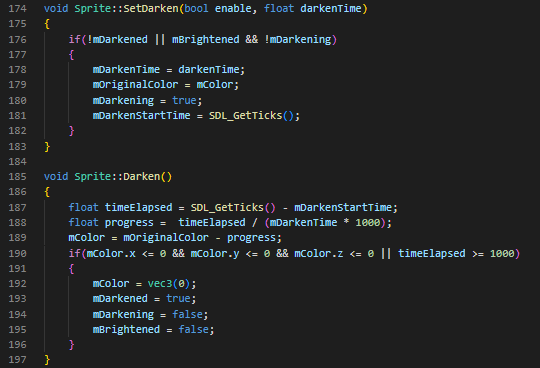 174 void Sprite::SetDarken(bool enable, float darkenTime)
175 {
176     if(!mDarkened || mBrightened && !mDarkening)
177     {
178         mDarkenTime = darkenTime;
179         mOriginalColor = mColor;
180         mDarkening = true;
181         mDarkenStartTime = SDL_GetTicks();
182     }
183 }
184
185 void Sprite::Darken()
186 {
187     float timeElapsed = SDL_GetTicks() - mDarkenStartTime;
188     float progress =  timeElapsed / (mDarkenTime * 1000);
189     mColor = mOriginalColor - progress;
190     if(mColor.x <= 0 && mColor.y <= 0 && mColor.z <= 0 || timeElapsed >= 1000)
191     {
192         mColor = vec3(0);
193         mDarkened = true;
194         mDarkening = false;
195         mBrightened = false;
196     }
197 }